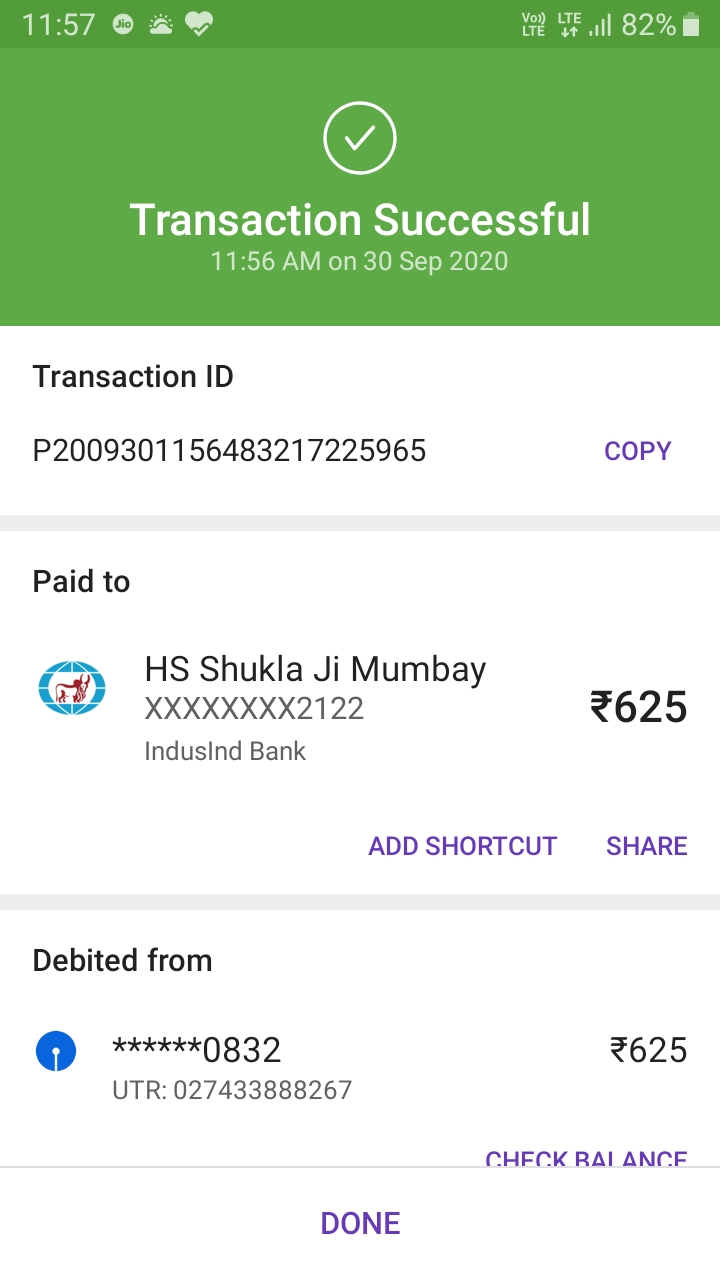 11:57 Jio Vo)) LTE LTE 82%
Transaction Successful
11:56 AM on 30 Sep 2020
Transaction ID
P2009301156483217225965 COPY
Paid to
HS Shukla Ji Mumbay
XXXXXXXX2122
₹625
IndusInd Bank
ADD SHORTCUT SHARE
Debited from
******0832 ₹625
UTR: 027433888267
CHECK BALANCE
DONE